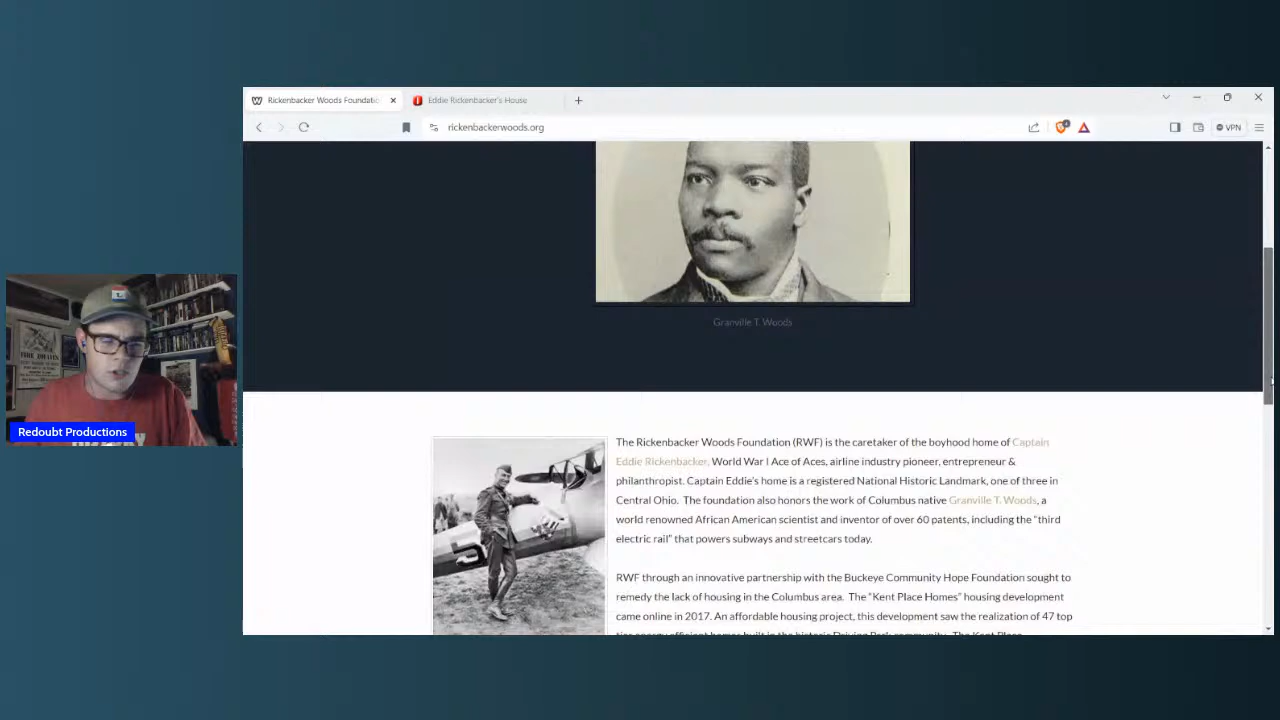 Rickenbacker Woods Foundatio
Eddie Rickenbacker's House
rickenbackerwoods.org
VPN
Granville T. Woods
Redoubt Productions
The Rickenbacker Woods Foundation (RWF) is the caretaker of the boyhood home of Captain
Eddie Rickenbacker, World War I Ace of Aces, airline industry pioneer, entrepreneur &
philanthropist. Captain Eddie's home is a registered National Historic Landmark, one of three in
Central Ohio. The foundation also honors the work of Columbus native Granville T. Woods, a
world renowned African American scientist and inventor of over 60 patents, including the "third
electric rail" that powers subways and streetcars today.
RWF through an innovative partnership with the Buckeye Community Hope Foundation sought to
remedy the lack of housing in the Columbus area. The "Kent Place Homes" housing development
came online in 2017. An affordable housing project, this development saw the realization of 47 top